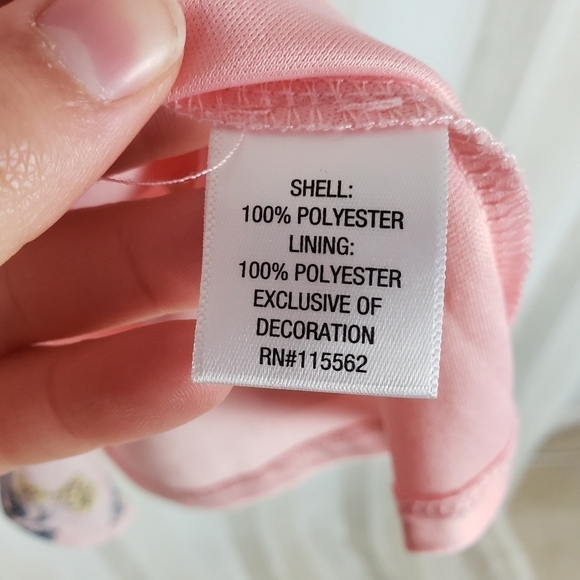 SHELL:
100% POLYESTER
LINING:
100% POLYESTER
EXCLUSIVE OF
DECORATION
RN#115562